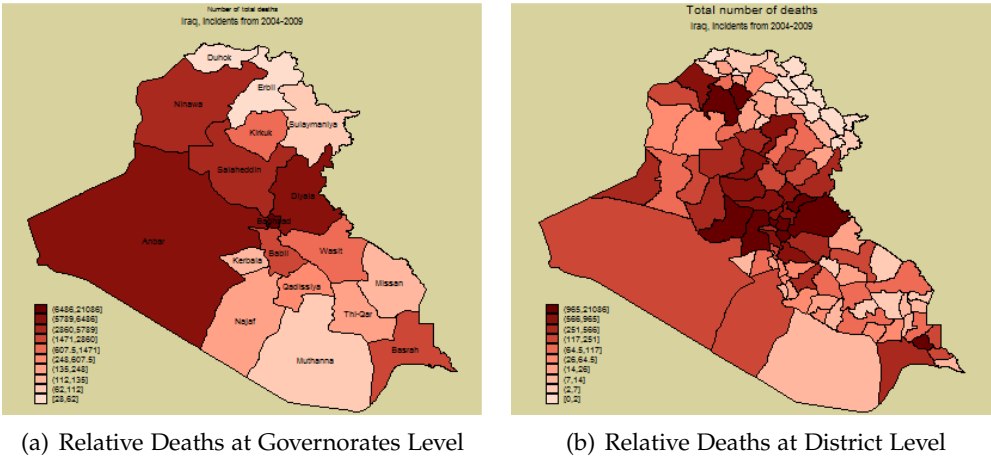 Number of total deaths
Iraq, Incidents from 2004-2009
Duhok
Ninawa
Erbil
Sulaymaniya
Kirkuk
Salaheddin
Diyala
Baghdad
Anbar
Wasit
Babil
Kerbala
Missan
Qadissiya
Thi-Qar
Najaf
Basrah
Muthanna
(6486,21086]
(5789,6486]
(2860,5789]
(1471,2860]
(607.5,1471]
(248,607.5]
(135,248]
(112,135]
(62,112]
[28,62]
(a) Relative Deaths at Governorates Level
Total number of deaths
Iraq, Incidents from 2004-2009
(965,21086]
(566,965]
(251,566]
(117,251]
(64.5,117]
(26,64.5]
(14,26]
(7,14]
(2,7]
[0,2]
(b) Relative Deaths at District Level